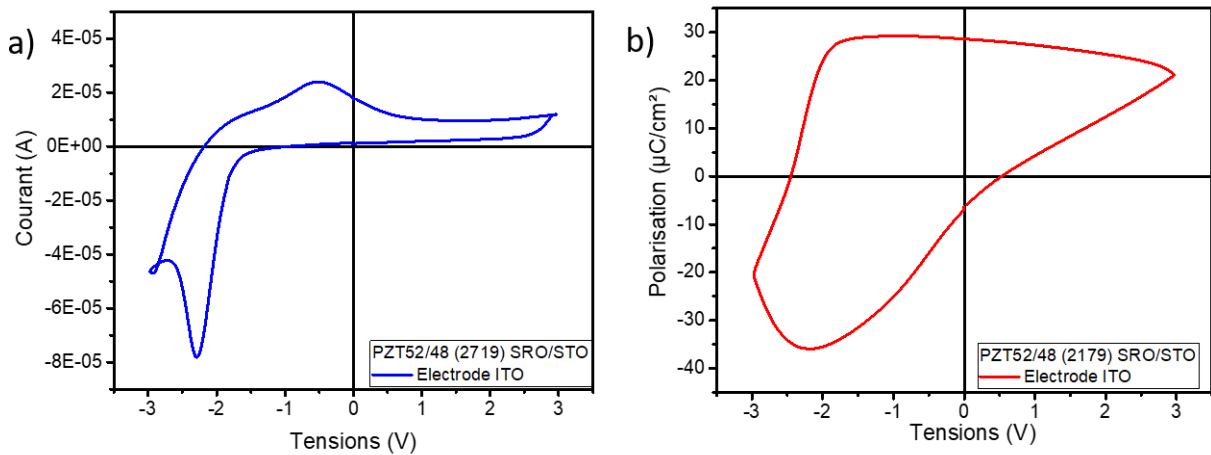 a)
4E-05
2E-05
0E+00
-2E-05
-4E-05
-6E-05
-8E-05
Courant (A)
-3 -2 -1 0 1 2 3
Tensions (V)
PZT52/48 (2719) SRO/STO
Electrode ITO
b)
30
20
10
0
-10
-20
-30
-40
Polarisation (µC/cm²)
-3 -2 -1 0 1 2 3
Tensions (V)
PZT52/48 (2179) SRO/STO
Electrode ITO